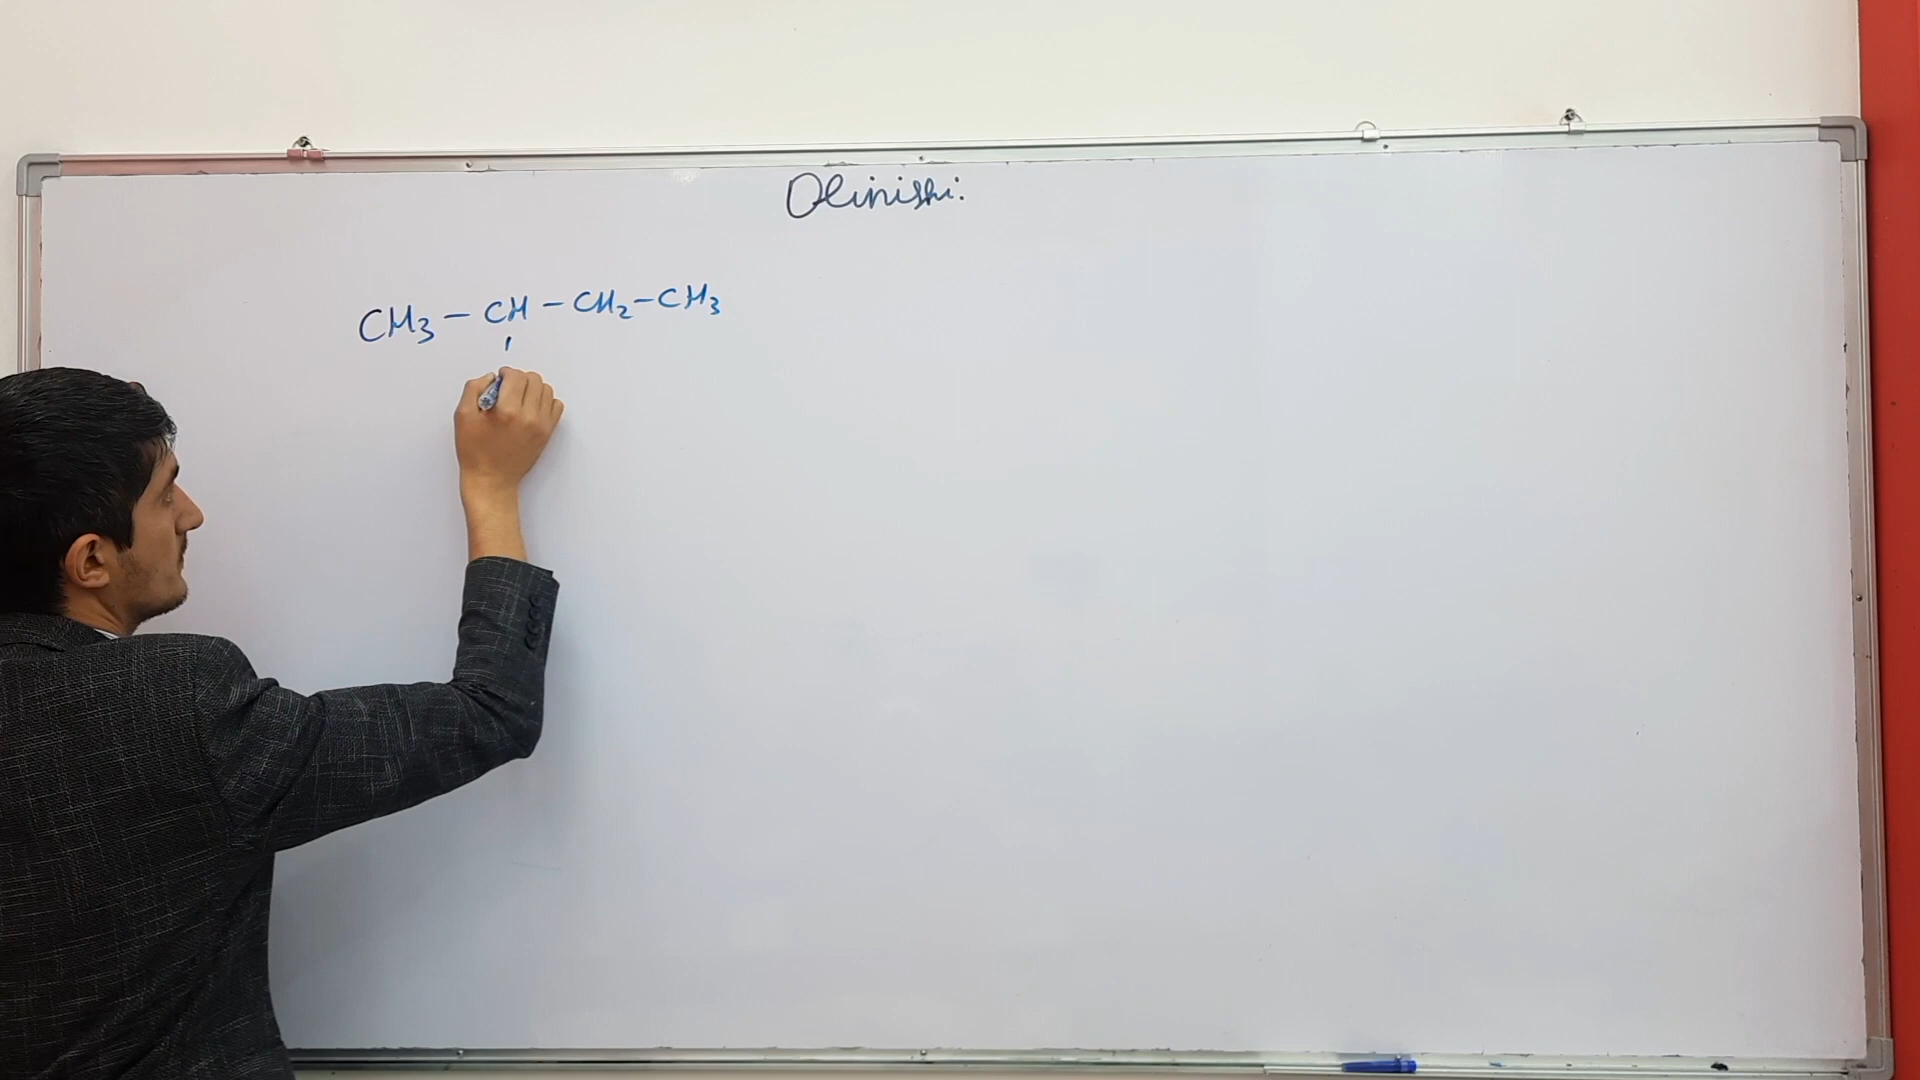 Olinishi:
CH₃ – CH – CH₂ – CH₃